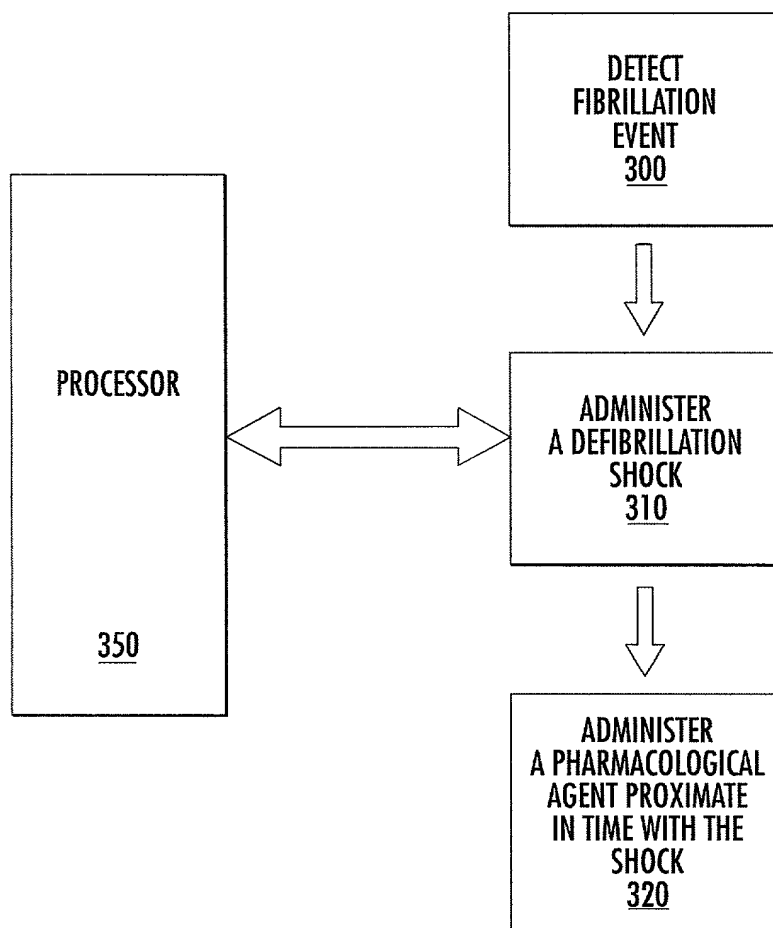 DETECT
FIBRILLATION
EVENT
300
PROCESSOR
350
ADMINISTER
A DEFIBRILLATION
SHOCK
310
ADMINISTER
A PHARMACOLOGICAL
AGENT PROXIMATE
IN TIME WITH THE
SHOCK
320